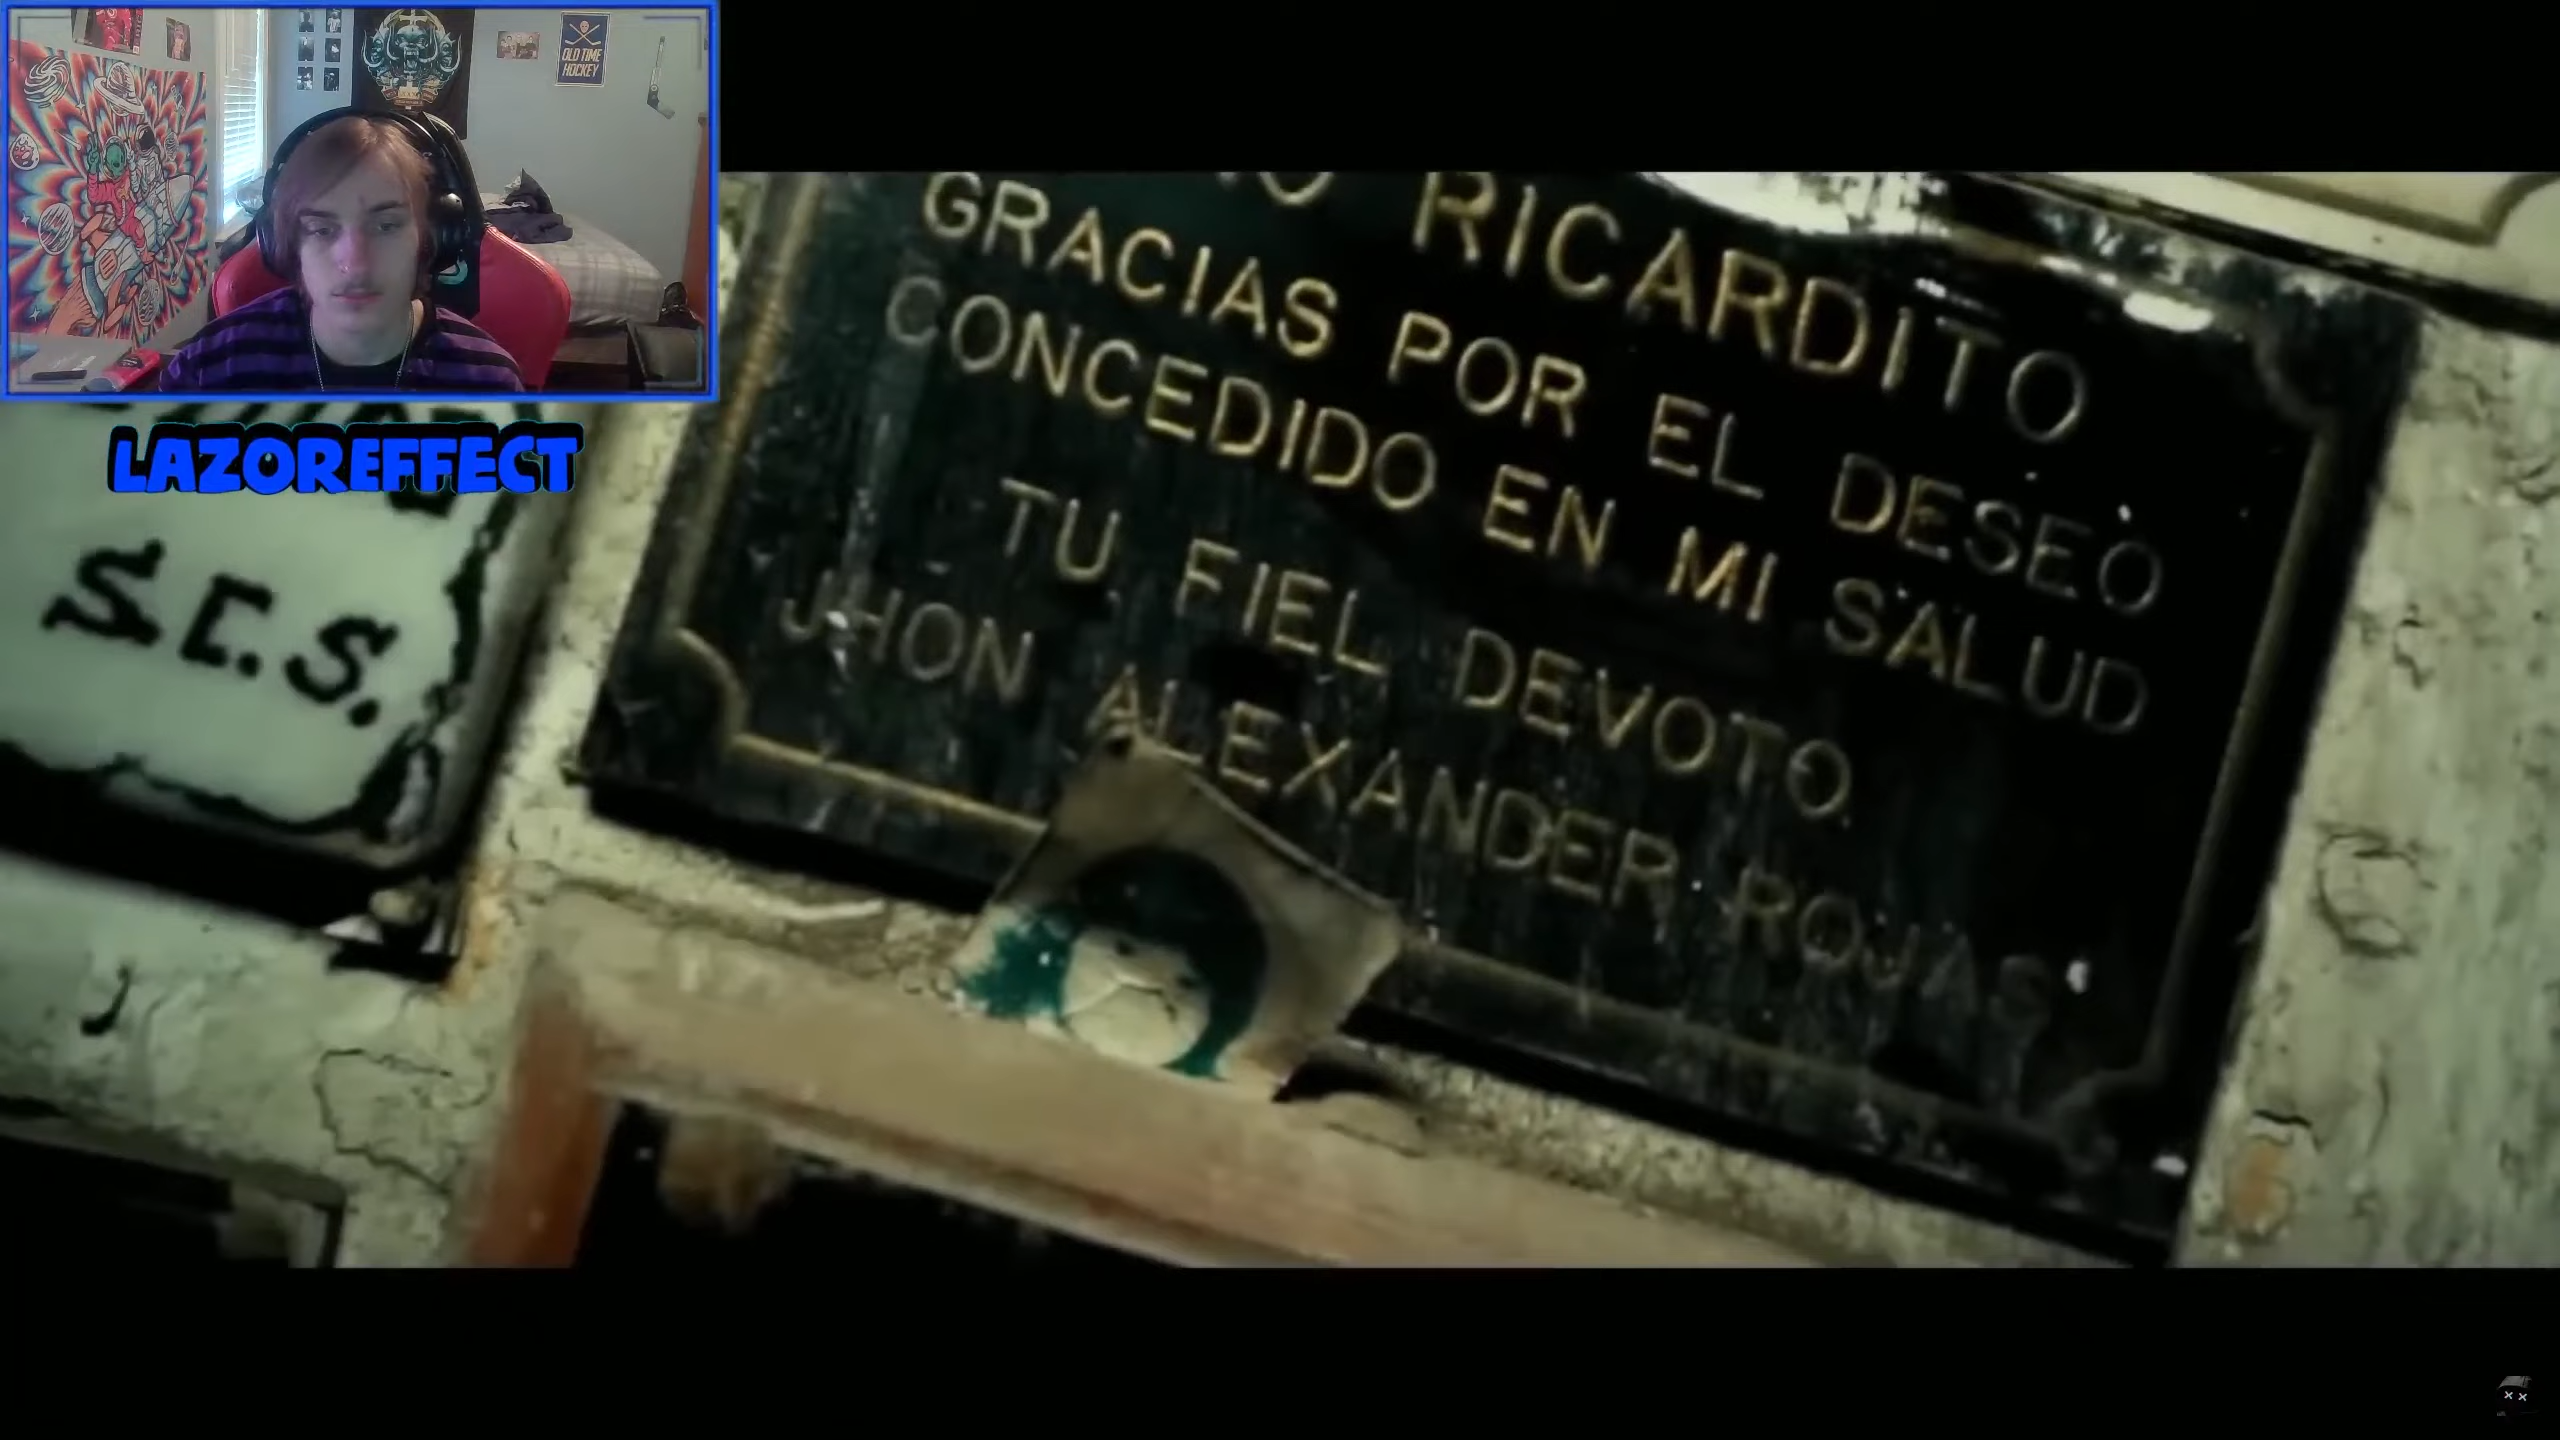 OLD TIME
HOCKEY
LAZOREFFECT
S.C.S.
RICARDITO
GRACIAS POR EL DESEO
CONCEDIDO EN MI SALUD
TU FIEL DEVOTO.
JHON ALEXANDER ROJAS